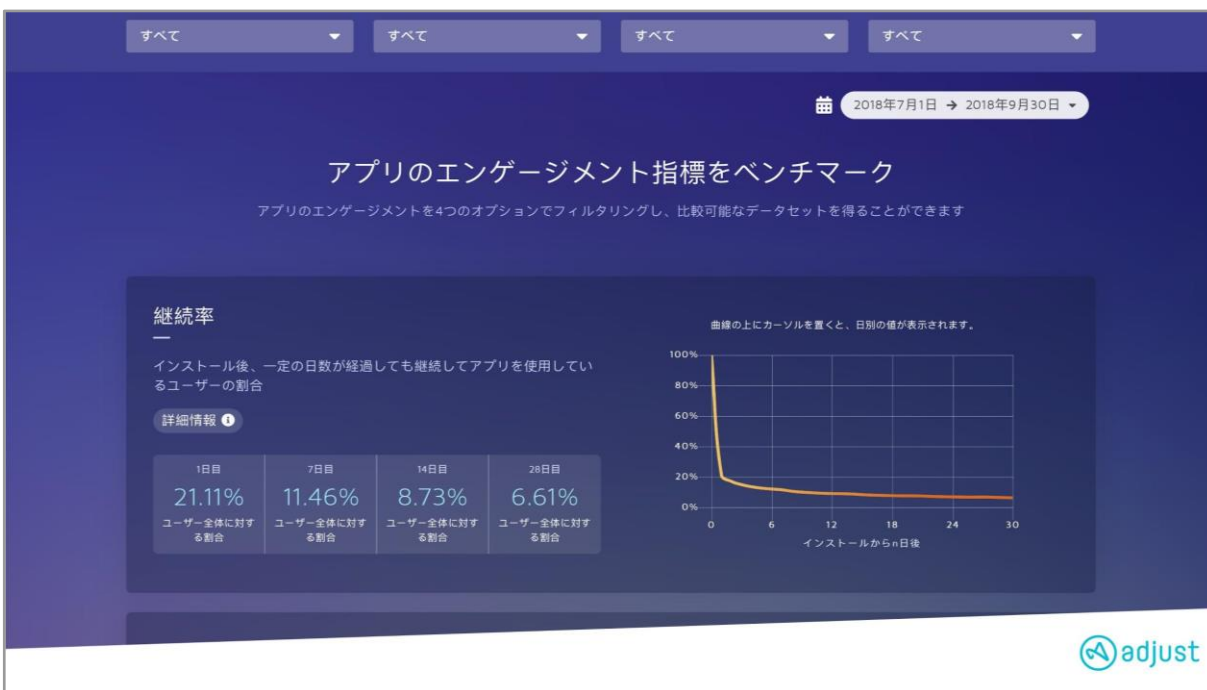 すべて すべて すべて すべて
2018年7月1日 → 2018年9月30日
アプリのエンゲージメント指標をベンチマーク
アプリのエンゲージメントを4つのオプションでフィルタリングし、比較可能なデータセットを得ることができます
継続率
インストール後、一定の日数が経過しても継続してアプリを使用してい
るユーザーの割合
詳細情報
1日目 7日目 14日目 28日目
21.11% 11.46% 8.73% 6.61%
ユーザー全体に対す ユーザー全体に対す ユーザー全体に対す ユーザー全体に対す
る割合 る割合 る割合 る割合
曲線の上にカーソルを置くと、日別の値が表示されます。
100%
80%
60%
40%
20%
0%
0 6 12 18 24 30
インストールからn日後
adjust